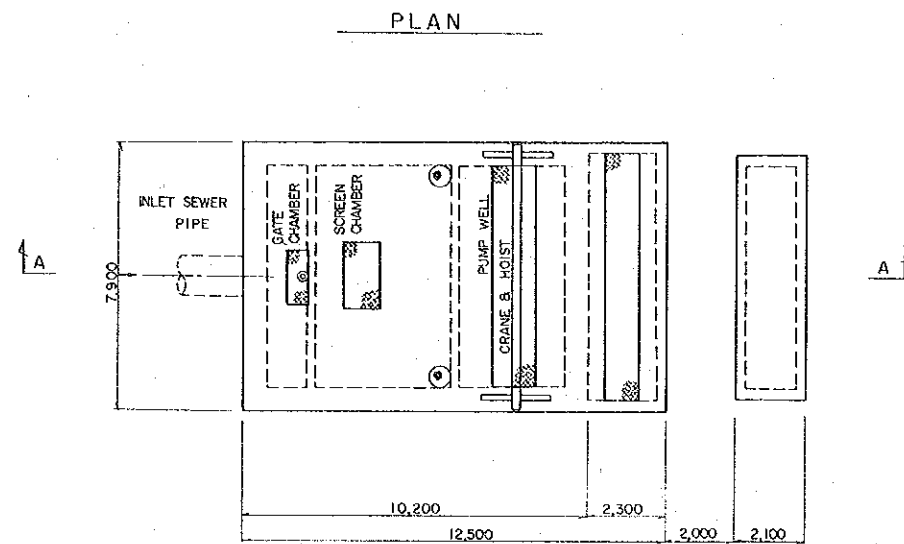 PLAN
INLET SEWER
PIPE
GATE
CHAMBER
SCREEN
CHAMBER
PUMP WELL
CRANE & HOIST
A
A
7,900
10,200
2,300
12,500
2,000
2,100